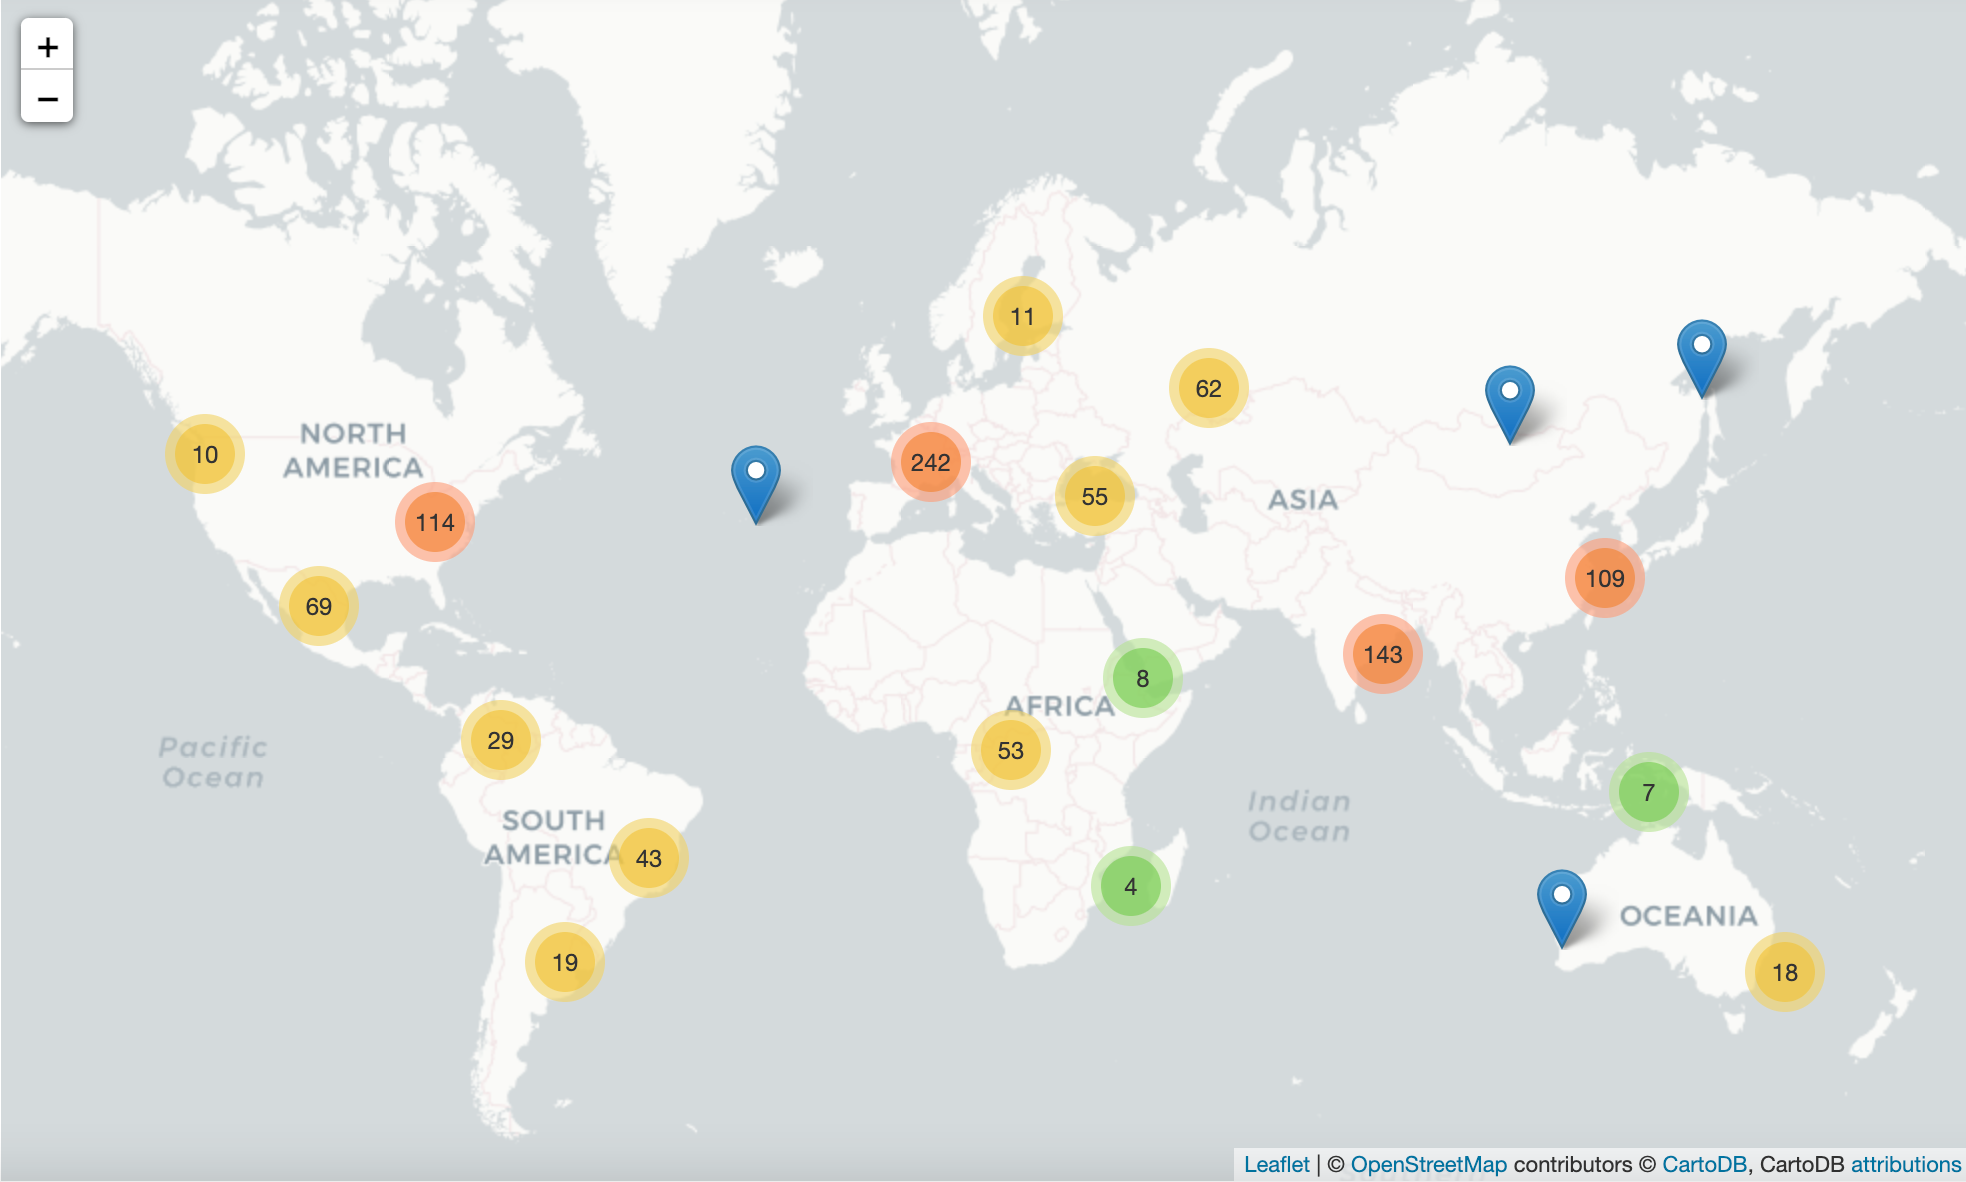 +
−
11
62
10
NORTH
AMERICA
242
55
ASIA
114
109
69
143
8
AFRICA
29
53
Pacific
Ocean
7
Indian
Ocean
SOUTH
AMERICA
43
4
OCEANIA
19
18
Leaflet | © OpenStreetMap contributors © CartoDB, CartoDB attributions